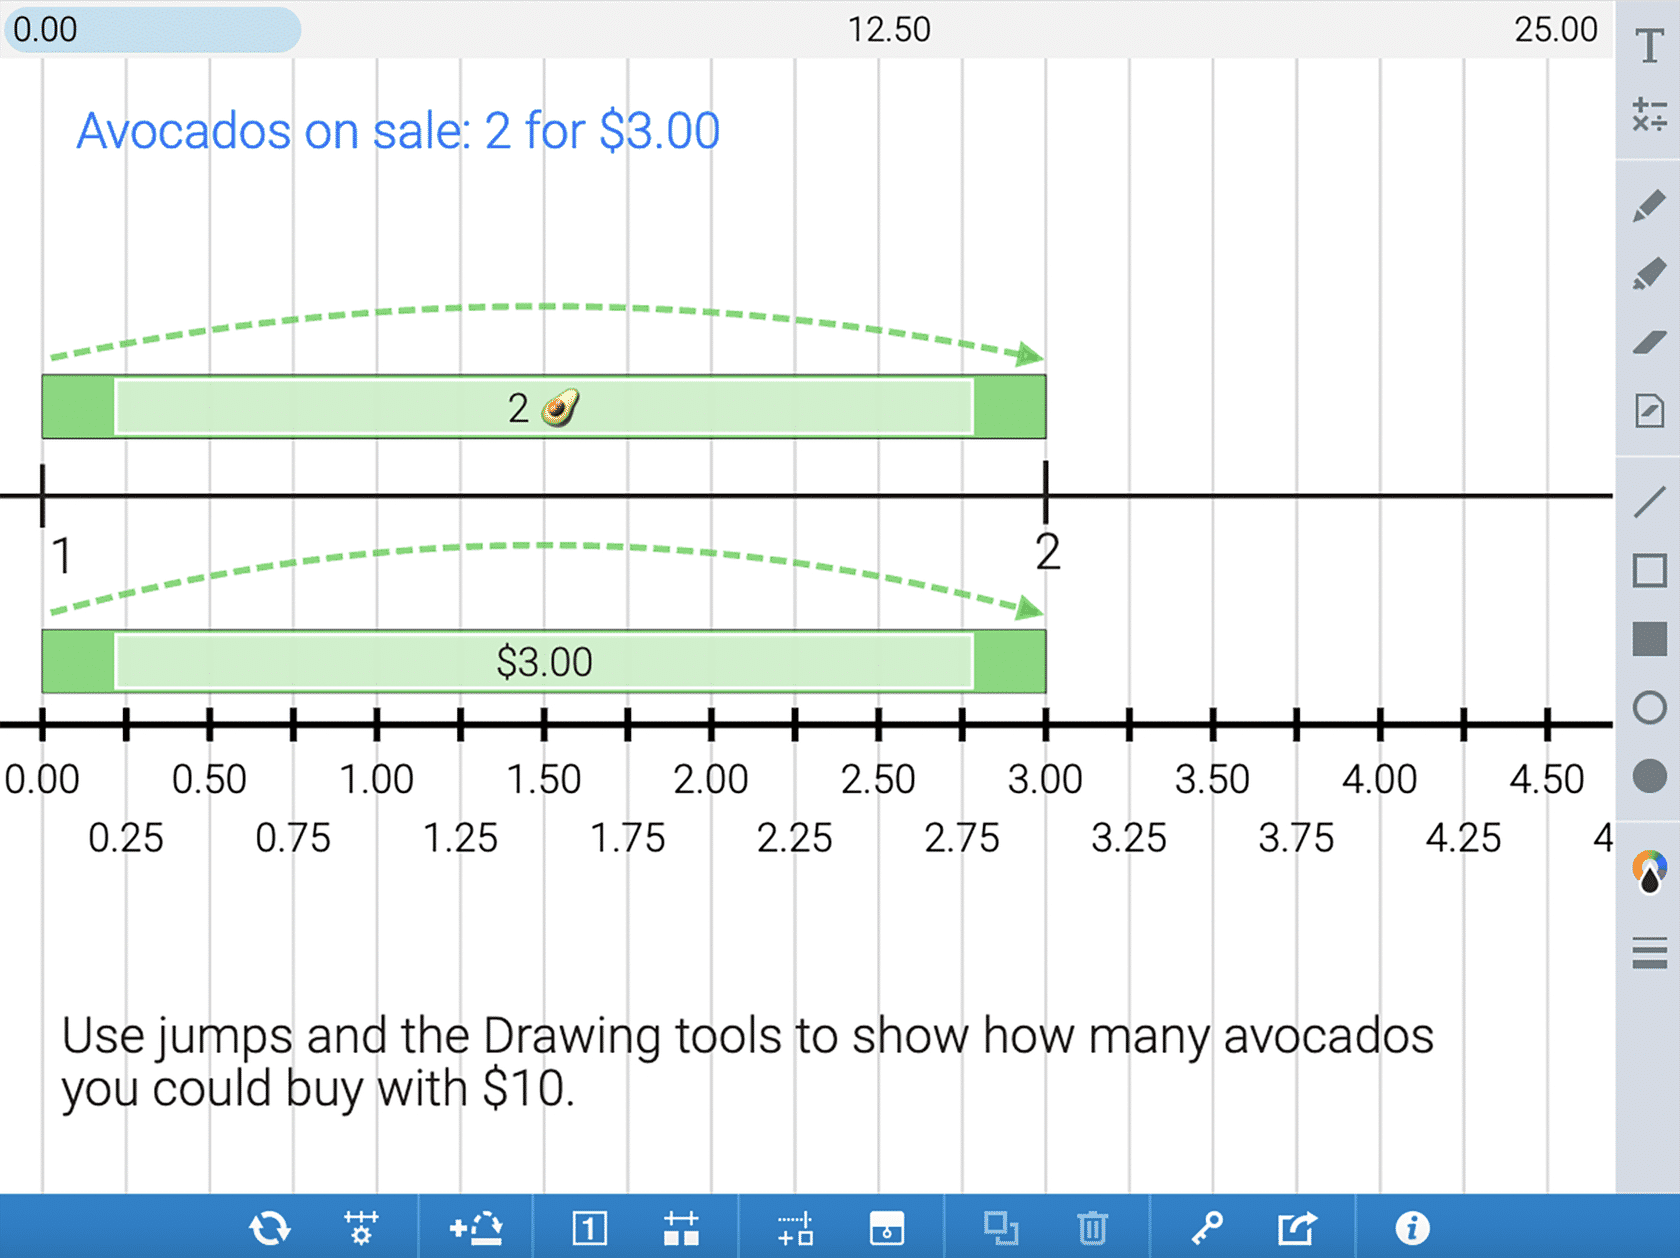 0.00 12.50 25.00
Avocados on sale: 2 for $3.00
2
1 2
$3.00
0.00 0.50 1.00 1.50 2.00 2.50 3.00 3.50 4.00 4.50
0.25 0.75 1.25 1.75 2.25 2.75 3.25 3.75 4.25 4
Use jumps and the Drawing tools to show how many avocados
you could buy with $10.
T
1
i